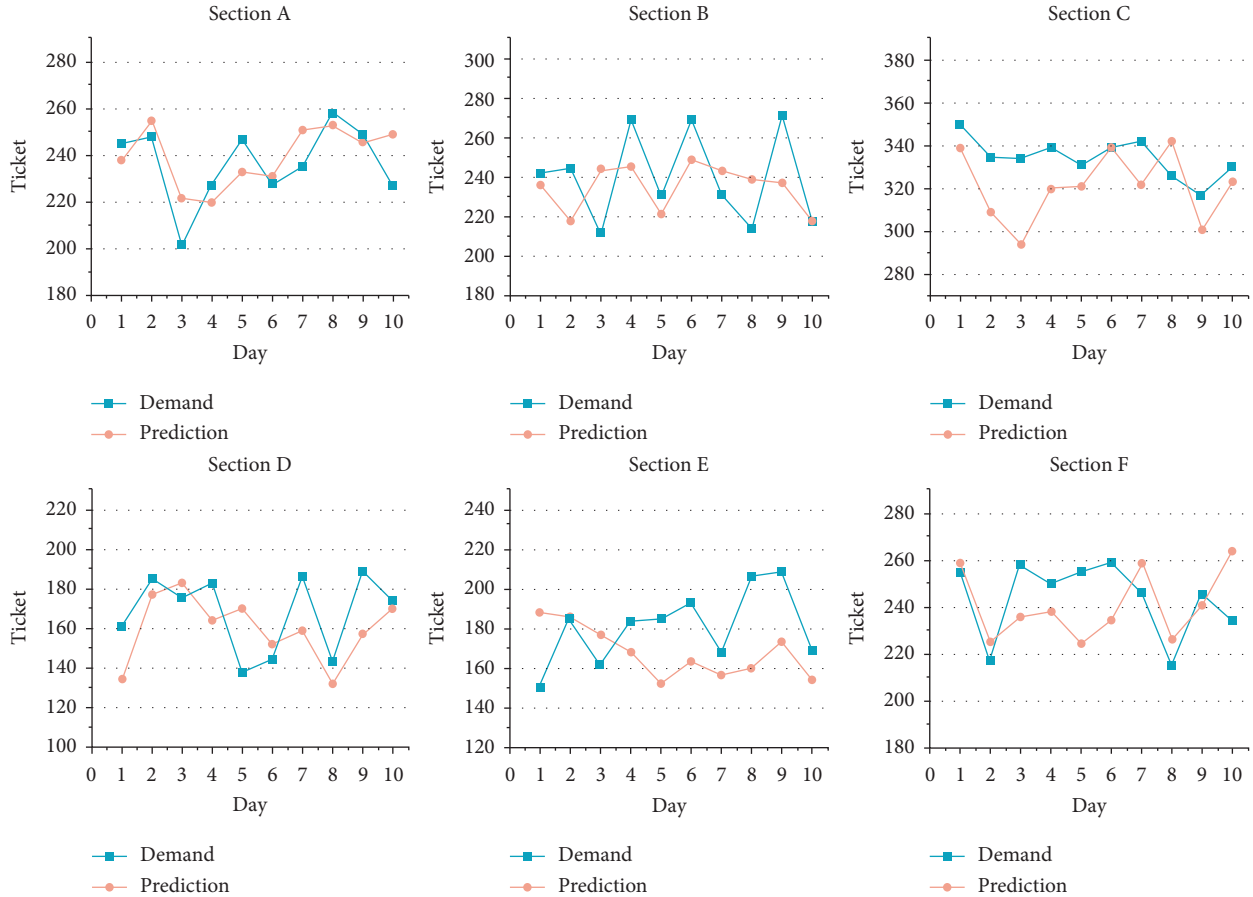 Section A
280
260
240
220
200
180
Ticket
0 1 2 3 4 5 6 7 8 9 10
Day
Demand
Prediction
Section B
300
280
260
240
220
200
180
Ticket
0 1 2 3 4 5 6 7 8 9 10
Day
Demand
Prediction
Section C
380
360
340
320
300
280
Ticket
0 1 2 3 4 5 6 7 8 9 10
Day
Demand
Prediction
Section D
220
200
180
160
140
120
100
Ticket
0 1 2 3 4 5 6 7 8 9 10
Day
Demand
Prediction
Section E
240
220
200
180
160
140
120
Ticket
0 1 2 3 4 5 6 7 8 9 10
Day
Demand
Prediction
Section F
280
260
240
220
200
180
Ticket
0 1 2 3 4 5 6 7 8 9 10
Day
Demand
Prediction